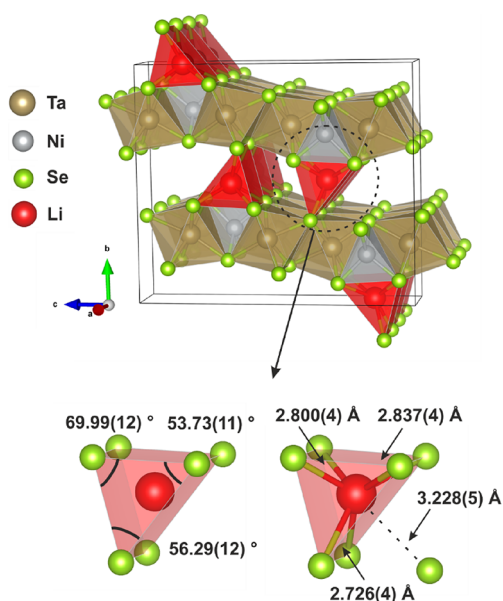 Ta
Ni
Se
Li
b
c
a
69.99(12) °
53.73(11) °
56.29(12) °
2.800(4) Å
2.837(4) Å
3.228(5) Å
2.726(4) Å